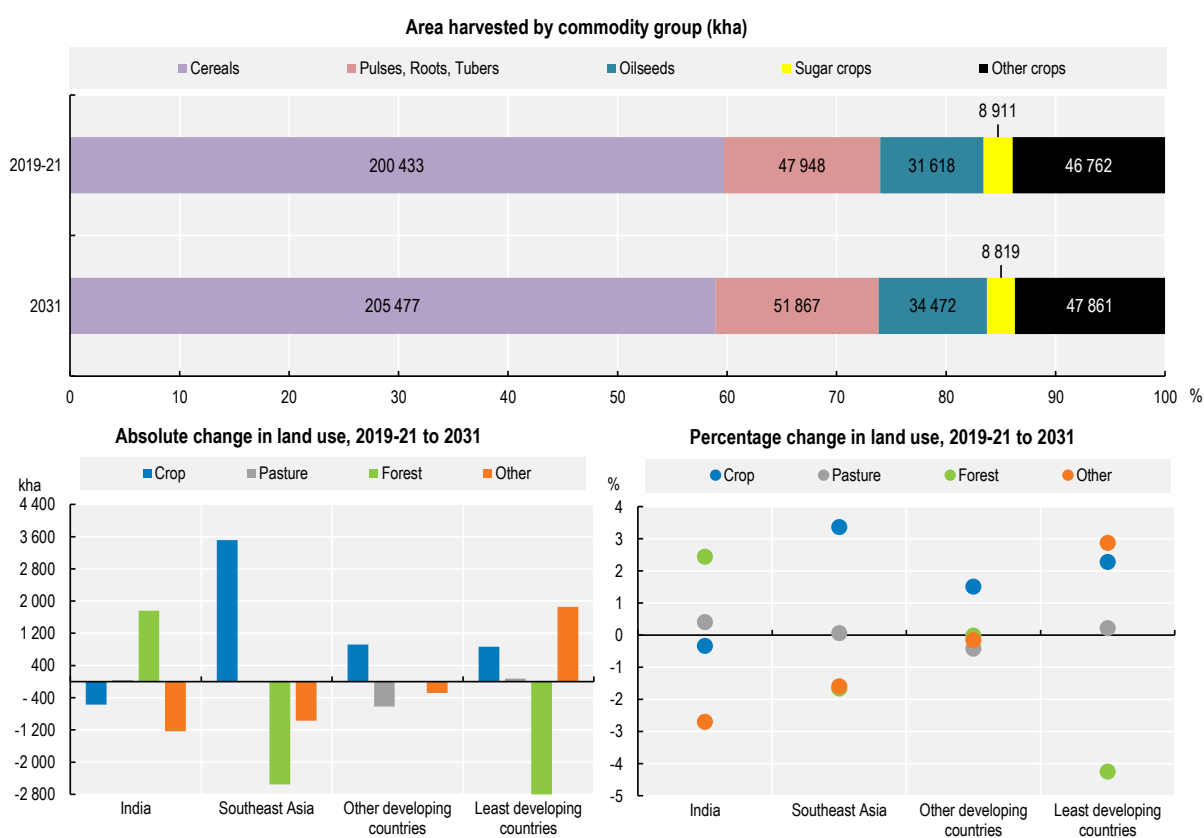 Area harvested by commodity group (kha)
Cereals Pulses, Roots, Tubers Oilseeds Sugar crops Other crops
8 911
2019-21 200 433 47 948 31 618 46 762
8 819
2031 205 477 51 867 34 472 47 861
0 10 20 30 40 50 60 70 80 90 100 %
Absolute change in land use, 2019-21 to 2031
Crop Pasture Forest Other
kha
4 400
3 600
2 800
2 000
1 200
400
- 400
-1 200
-2 000
-2 800
India Southeast Asia Other developing Least developing
countries countries
Percentage change in land use, 2019-21 to 2031
Crop Pasture Forest Other
%
4
3
2
1
0
-1
-2
-3
-4
-5
India Southeast Asia Other developing Least developing
countries countries